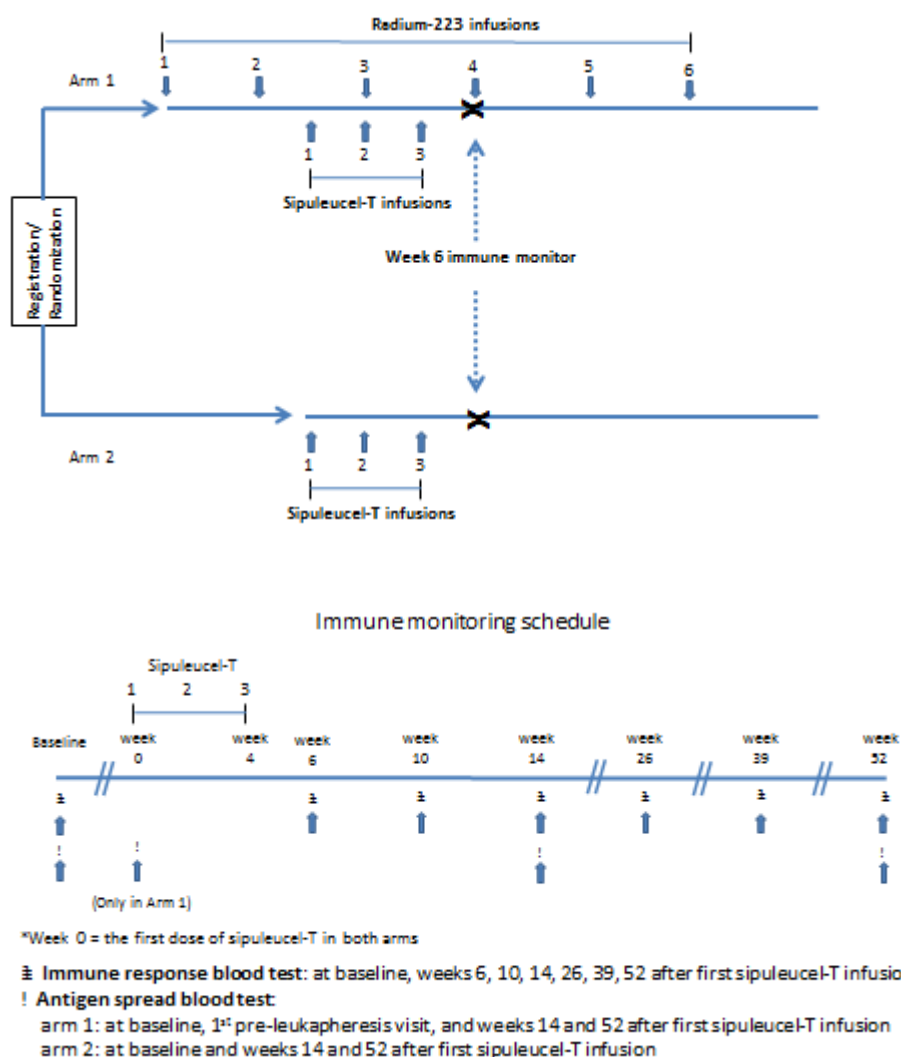 Radium-223 infusions
1 2 3 4 5 6
Arm 1
1 2 3
Sipuleucel-T infusions
Registration/
Randomization
Week 6 immune monitor
Arm 2
1 2 3
Sipuleucel-T infusions
Immune monitoring schedule
Sipuleucel-T
1 2 3
Baseline week week week week week week week week
0 4 6 10 14 26 39 52
‡ ‡ ‡ ‡ ‡ ‡ ‡
! ! ! !
(Only in Arm 1)
*Week 0 = the first dose of sipuleucel-T in both arms
‡ Immune response blood test: at baseline, weeks 6, 10, 14, 26, 39, 52 after first sipuleucel-T infusio
! Antigen spread blood test:
arm 1: at baseline, 1st pre-leukapheresis visit, and weeks 14 and 52 after first sipuleucel-T infusion
arm 2: at baseline and weeks 14 and 52 after first sipuleucel-T infusion